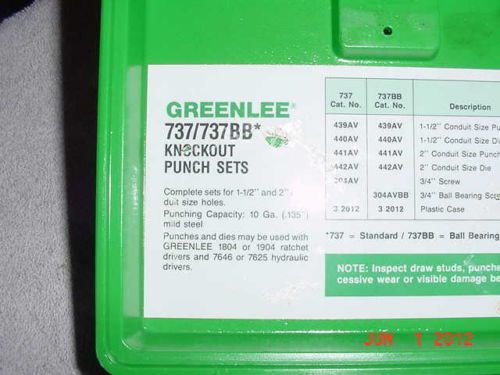 GREENLEE®
737/737BB*
KNOCKOUT
PUNCH SETS
Complete sets for 1-1/2" and 2"
duit size holes.
Punching Capacity: 10 Ga. (.135")
mild steel
Punches and dies may be used with
GREENLEE 1804 or 1904 ratchet
drivers and 7646 or 7625 hydraulic
drivers.
737 Cat. No. 737BB Cat. No. Description
439AV 439AV 1-1/2" Conduit Size Pu
440AV 440AV 1-1/2" Conduit Size Die
441AV 441AV 2" Conduit Size Punch
442AV 442AV 2" Conduit Size Die
304AV 3/4" Screw
304AVBB 3/4" Ball Bearing Scre
3 2012 3 2012 Plastic Case
*737 = Standard / 737BB = Ball Bearing
NOTE: Inspect draw studs, punche
cessive wear or visible damage be
JUN 1 2012